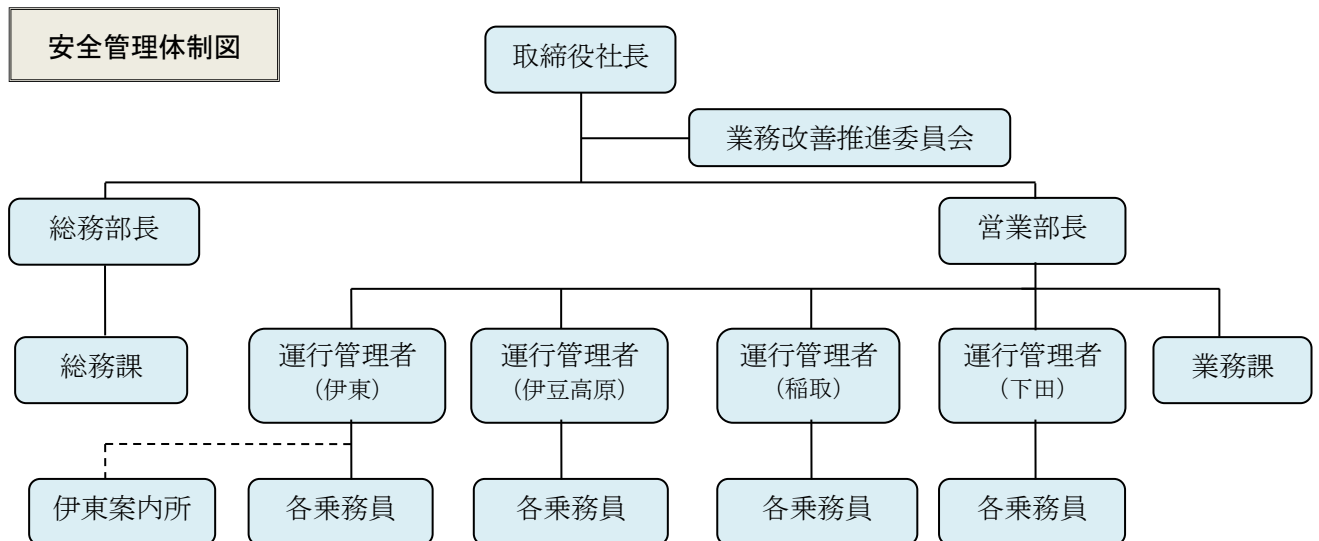 安全管理体制図
取締役社長
業務改善推進委員会
総務部長
営業部長
総務課
運行管理者
（伊東）
運行管理者
（伊豆高原）
運行管理者
（稲取）
運行管理者
（下田）
業務課
伊東案内所
各乗務員
各乗務員
各乗務員
各乗務員